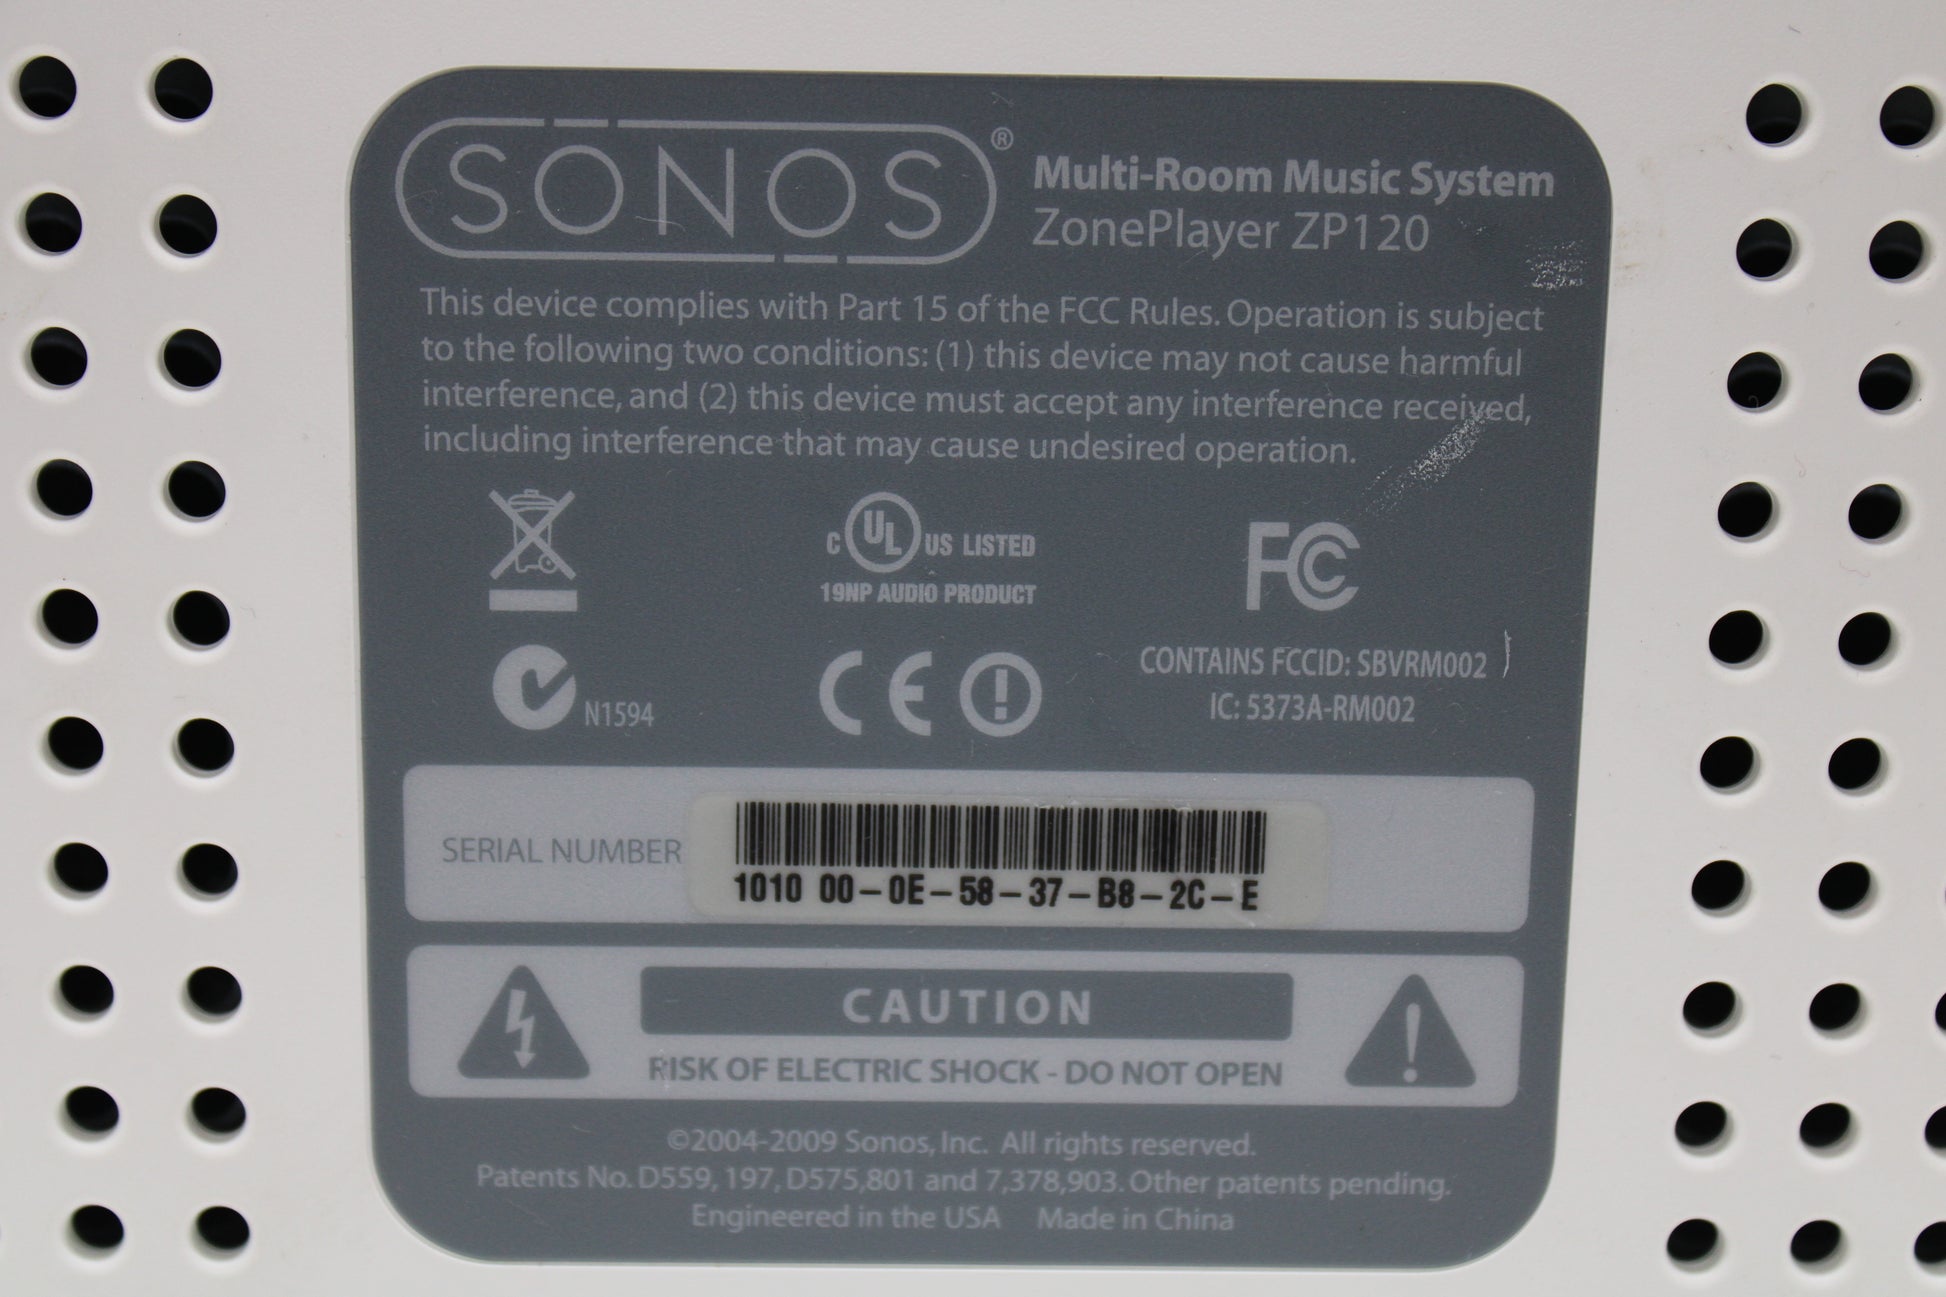 SONOS®
Multi-Room Music System
ZonePlayer ZP120
This device complies with Part 15 of the FCC Rules. Operation is subject
to the following two conditions: (1) this device may not cause harmful
interference, and (2) this device must accept any interference received,
including interference that may cause undesired operation.
C UL US LISTED
19NP AUDIO PRODUCT
FC
N1594
CE
CONTAINS FCCID: SBVRM002
IC: 5373A-RM002
SERIAL NUMBER
1010 00-0E-58-37-B8-2C-E
CAUTION
RISK OF ELECTRIC SHOCK - DO NOT OPEN
©2004-2009 Sonos, Inc. All rights reserved.
Patents No. D559, 197, D575,801 and 7,378,903. Other patents pending.
Engineered in the USA Made in China